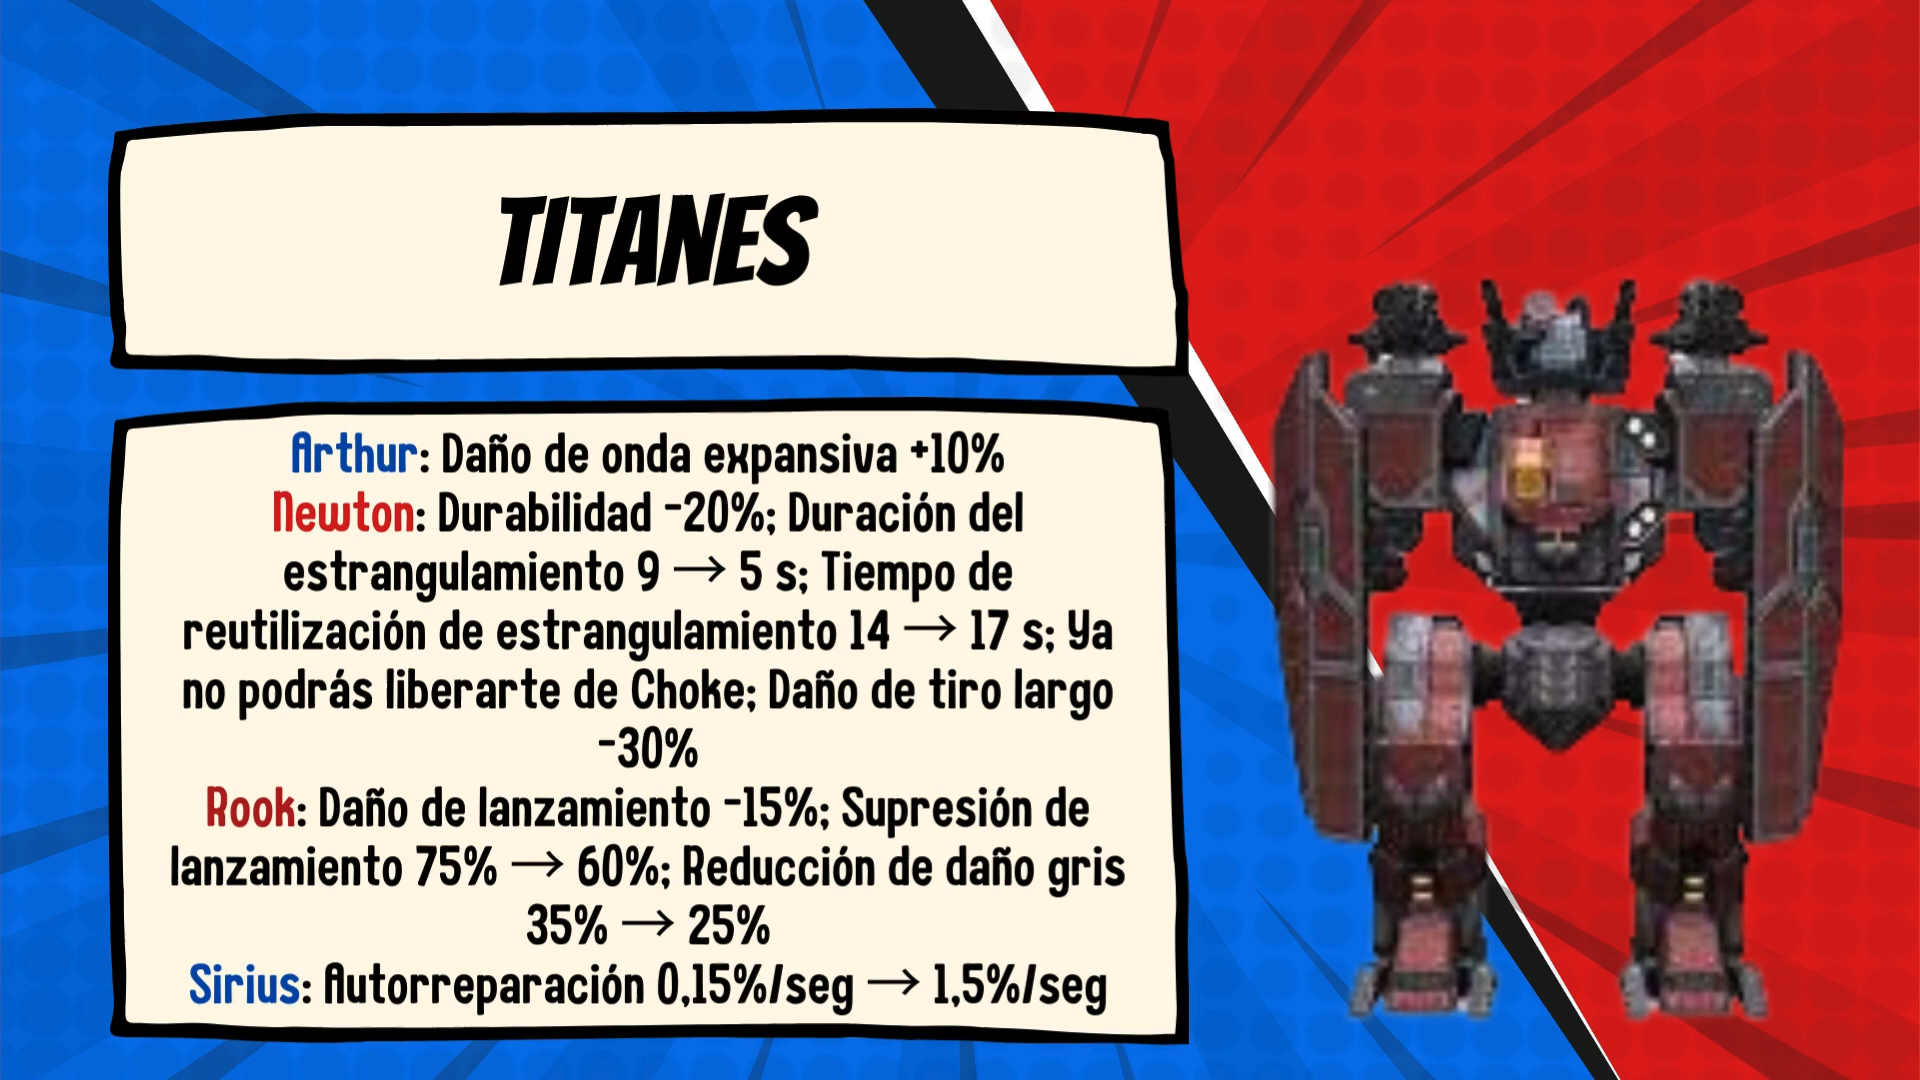 TITANES
Arthur: Daño de onda expansiva +10%
Newton: Durabilidad -20%; Duración del
estrangulamiento 9 → 5 s; Tiempo de
reutilización de estrangulamiento 14 → 17 s; Ya
no podrás liberarte de Choke; Daño de tiro largo
-30%
Rook: Daño de lanzamiento -15%; Supresión de
lanzamiento 75% → 60%; Reducción de daño gris
35% → 25%
Sirius: Autorreparación 0,15%/seg → 1,5%/seg